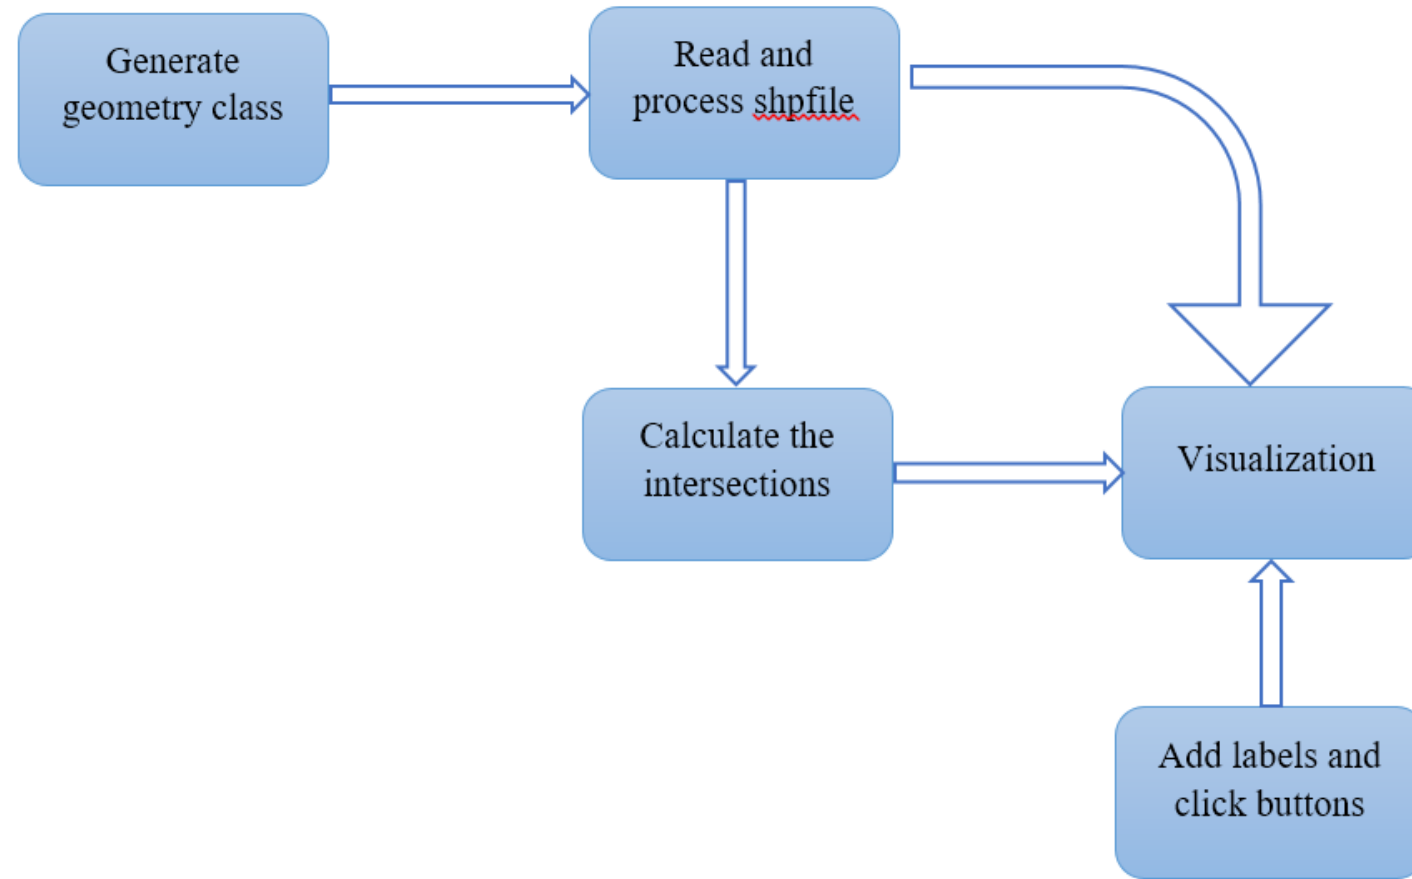 Generate
geometry class
Read and
process shpfile
Calculate the
intersections
Visualization
Add labels and
click buttons